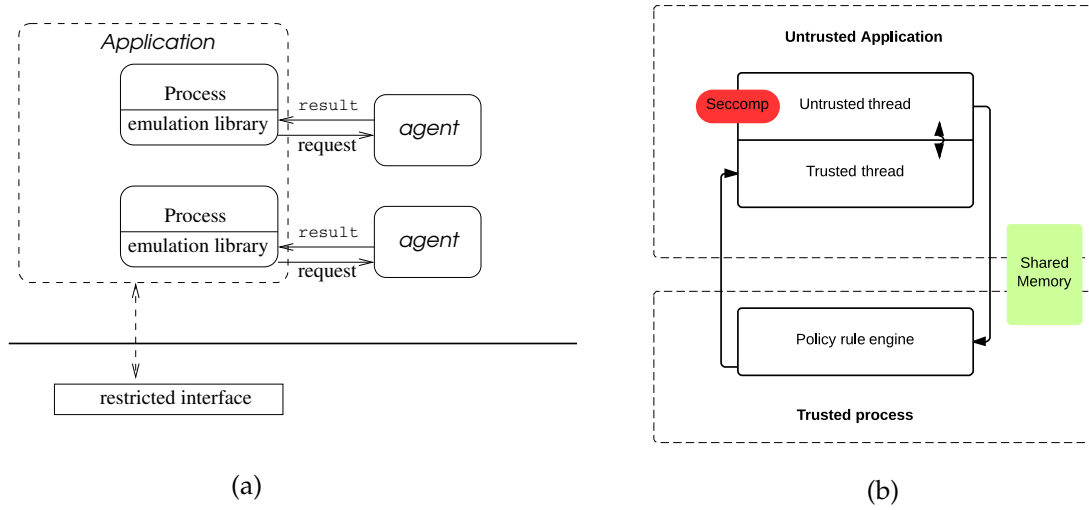 Application
Process
emulation library
result
request
agent
Process
emulation library
result
request
agent
restricted interface
(a)
Untrusted Application
Seccomp
Untrusted thread
Trusted thread
Shared
Memory
Policy rule engine
Trusted process
(b)